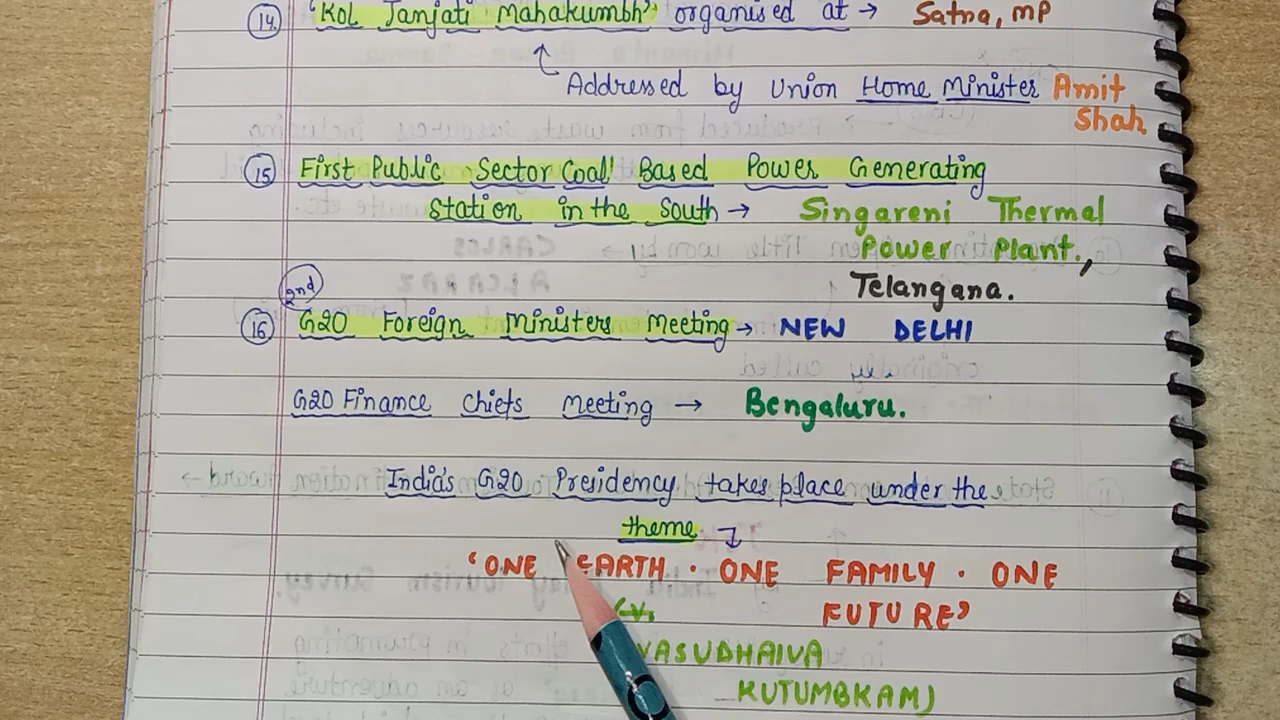 14. 'Kol Janjati Mahakumbh' organised at → Satna, MP
Addressed by Union Home Minister Amit
Shah
15 First Public Sector Coal Based Power Generating
Station in the South → Singareni Thermal
Power Plant.,
Telangana.
2nd
16 G20 Foreign Ministers Meeting → NEW DELHI
G20 Finance Chiefs Meeting → Bengaluru.
India's G20 Presidency takes place under the
theme
'ONE EARTH · ONE FAMILY · ONE
FUTURE'
VASUDHAIVA
KUTUMBKAM)